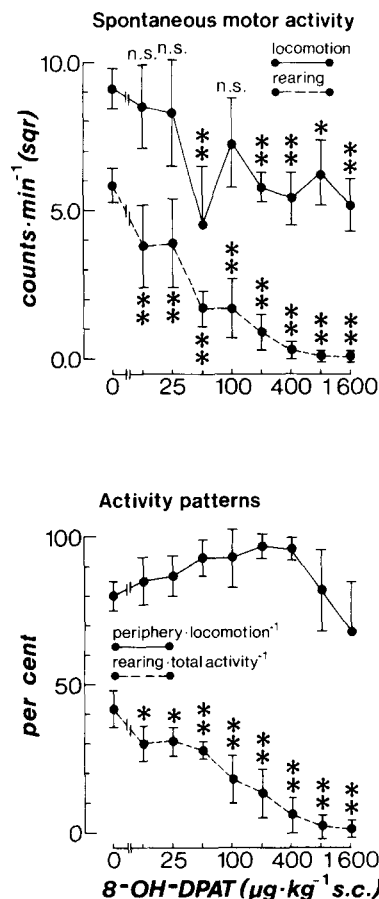 Spontaneous motor activity
n.s. n.s.
locomotion
rearing
n.s.
10.0
5.0
0.0
counts·min⁻¹ (sqr)
** ** * **
** ** ** ** ** ** ** **
0 25 100 400 1600
Activity patterns
100
50
0
per cent
periphery·locomotion⁻¹
rearing·total activity⁻¹
* * ** ** ** ** ** **
0 25 100 400 1600
8-OH-DPAT (µg·kg⁻¹ s.c.)